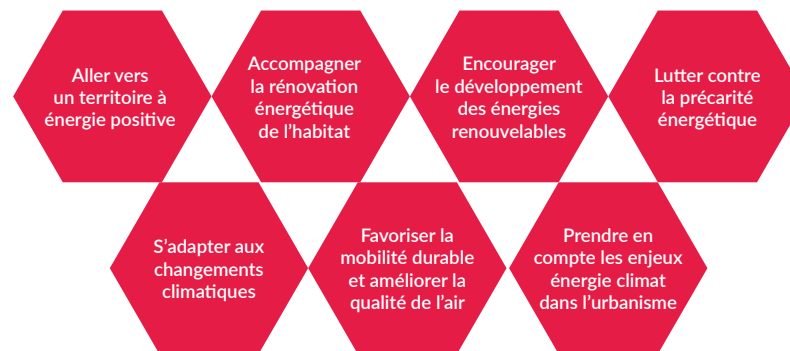 Aller vers
un territoire à
énergie positive
Accompagner
la rénovation
énergétique
de l'habitat
Encourager
le développement
des énergies
renouvelables
Lutter contre
la précarité
énergétique
S'adapter aux
changements
climatiques
Favoriser la
mobilité durable
et améliorer la
qualité de l'air
Prendre en
compte les enjeux
énergie climat
dans l'urbanisme